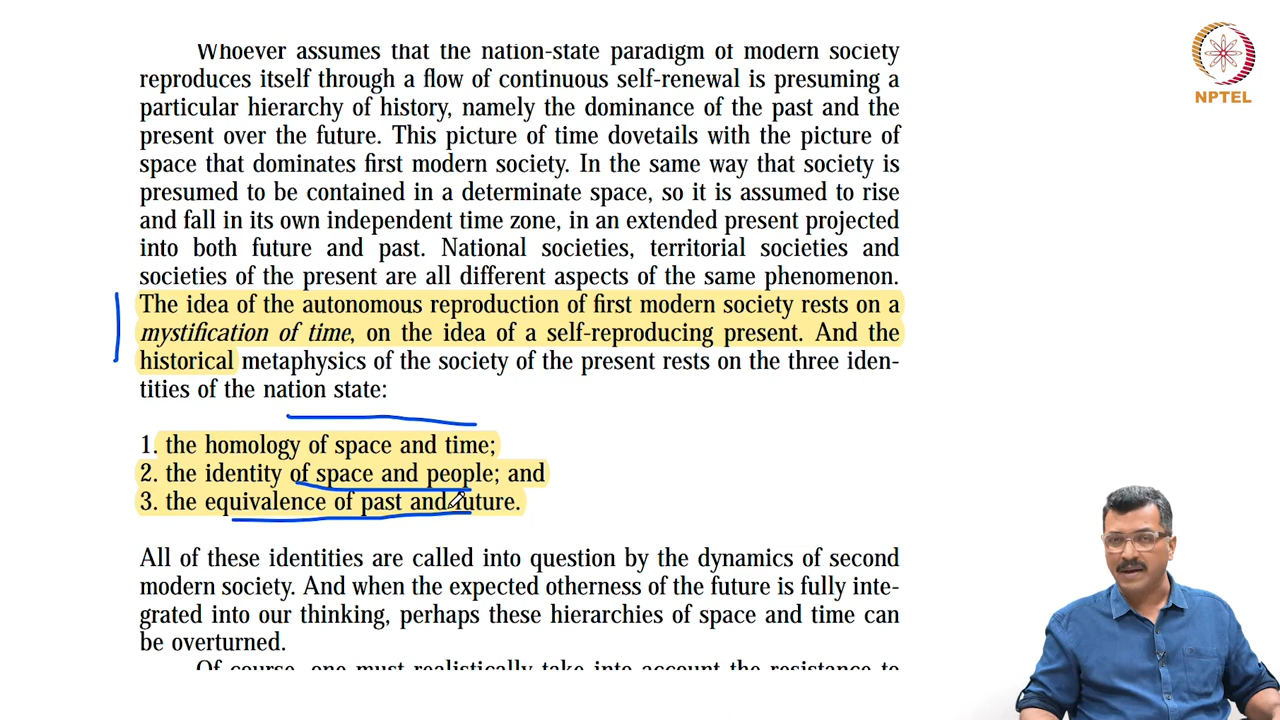 NPTEL
Whoever assumes that the nation-state paradigm of modern society
reproduces itself through a flow of continuous self-renewal is presuming a
particular hierarchy of history, namely the dominance of the past and the
present over the future. This picture of time dovetails with the picture of
space that dominates first modern society. In the same way that society is
presumed to be contained in a determinate space, so it is assumed to rise
and fall in its own independent time zone, in an extended present projected
into both future and past. National societies, territorial societies and
societies of the present are all different aspects of the same phenomenon.
The idea of the autonomous reproduction of first modern society rests on a
mystification of time, on the idea of a self-reproducing present. And the
historical metaphysics of the society of the present rests on the three iden-
tities of the nation state:
1. the homology of space and time;
2. the identity of space and people; and
3. the equivalence of past and future.
All of these identities are called into question by the dynamics of second
modern society. And when the expected otherness of the future is fully inte-
grated into our thinking, perhaps these hierarchies of space and time can
be overturned.
Of course, one must realistically take into account the resistance to